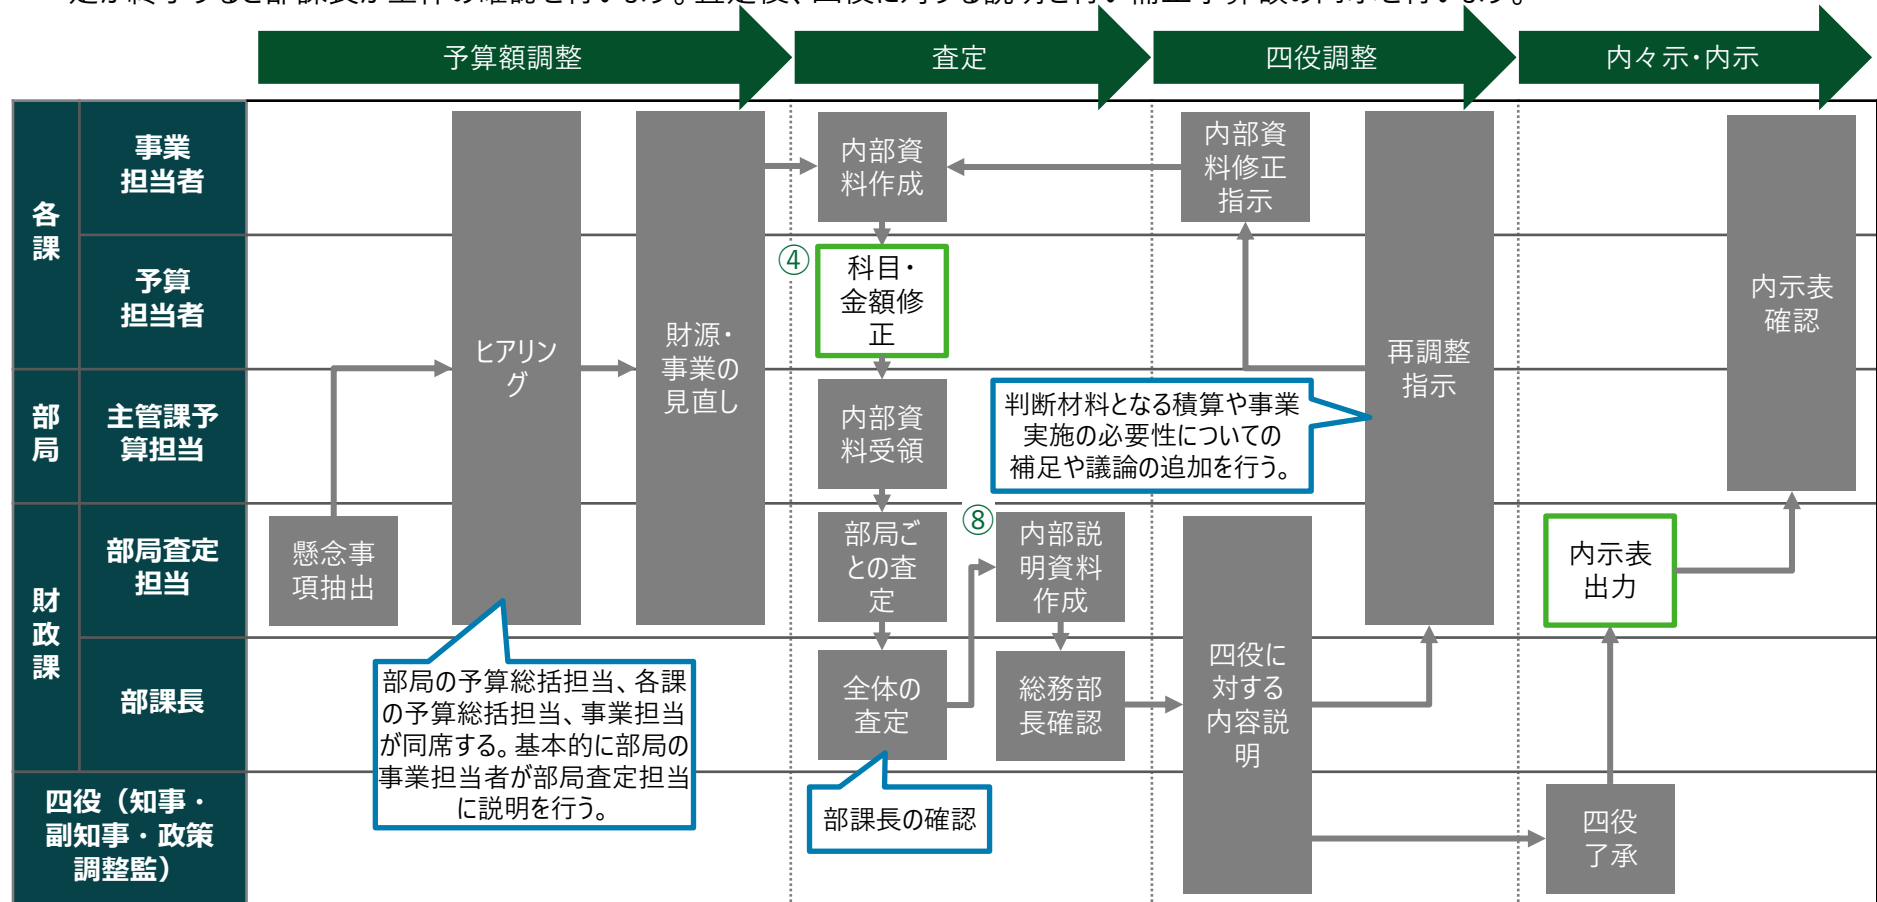 予算額調整
査定
四役調整
内々示・内示
各
課
事業
担当者
予算
担当者
部
局
主管課予
算担当
財
政
課
部局査定
担当
部課長
四役（知事・
副知事・政策
調整監）
懸念事
項抽出
ヒアリン
グ
部局の予算総括担当、各課
の予算総括担当、事業担当
が同席する。基本的に部局の
事業担当者が部局査定担当
に説明を行う。
財源・
事業の
見直し
内部資
料作成
④
科目・
金額修
正
内部資
料受領
部局ご
との査
定
全体の
査定
部課長の確認
⑧
内部説
明資料
作成
総務部
長確認
四役に
対する
内容説
明
内部資
料修正
指示
再調整
指示
判断材料となる積算や事業
実施の必要性についての
補足や議論の追加を行う。
四役
了承
内示表
出力
内示表
確認